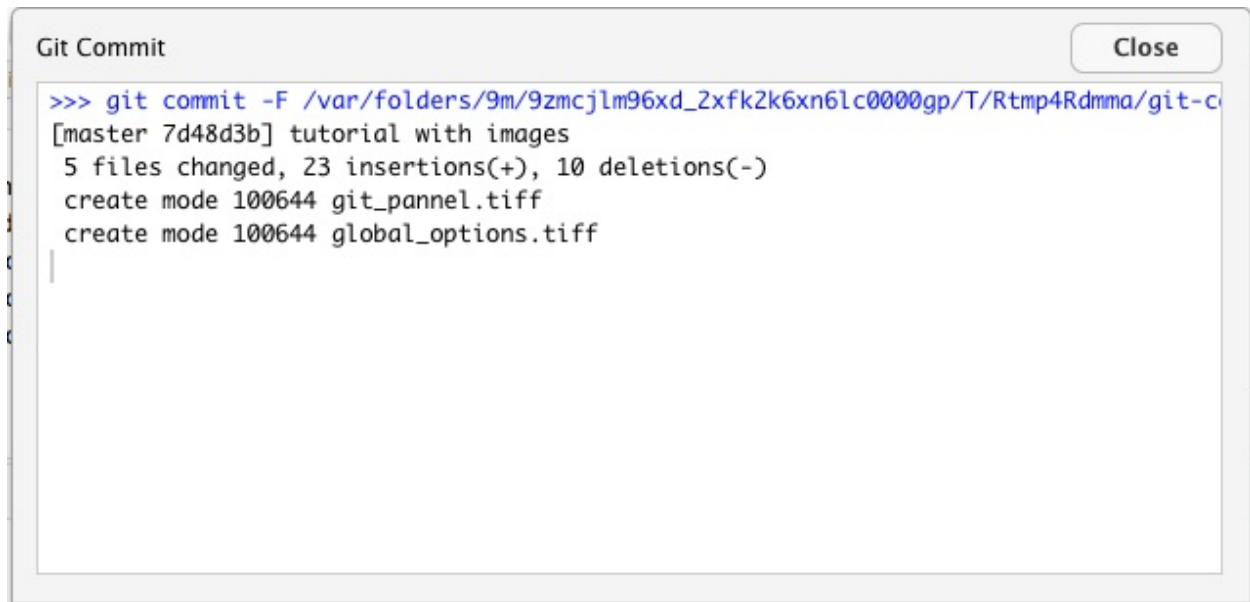 Git Commit
Close
>>> git commit -F /var/folders/9m/9zmcjlm96xd_2xfk2k6xn6lc0000gp/T/Rtmp4Rdmma/git-c
[master 7d48d3b] tutorial with images
5 files changed, 23 insertions(+), 10 deletions(-)
create mode 100644 git_pannel.tiff
create mode 100644 global_options.tiff